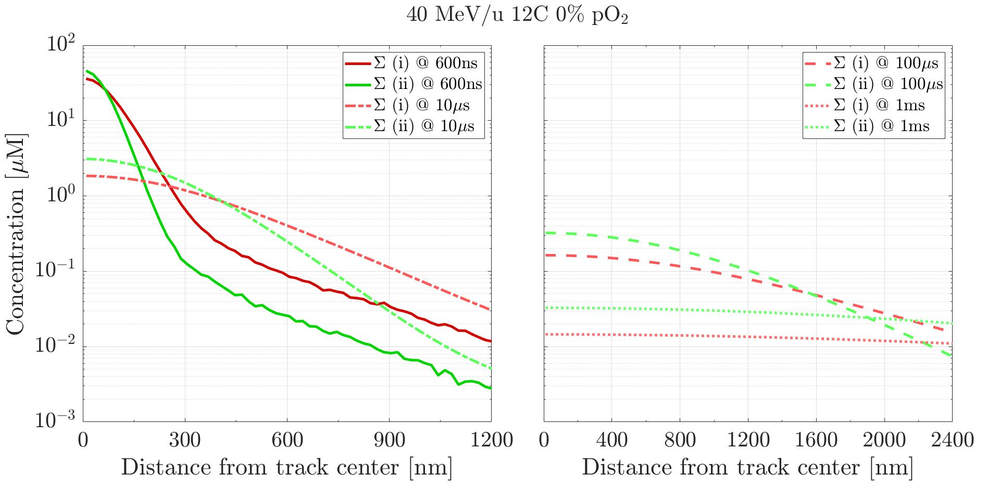 40 MeV/u 12C 0% pO₂
Concentration [μM]
10²
10¹
10⁰
10⁻¹
10⁻²
10⁻³
Σ (i) @ 600ns
Σ (ii) @ 600ns
Σ (i) @ 10μs
Σ (ii) @ 10μs
0 300 600 900 1200
Distance from track center [nm]
Σ (i) @ 100μs
Σ (ii) @ 100μs
Σ (i) @ 1ms
Σ (ii) @ 1ms
0 400 800 1200 1600 2000 2400
Distance from track center [nm]